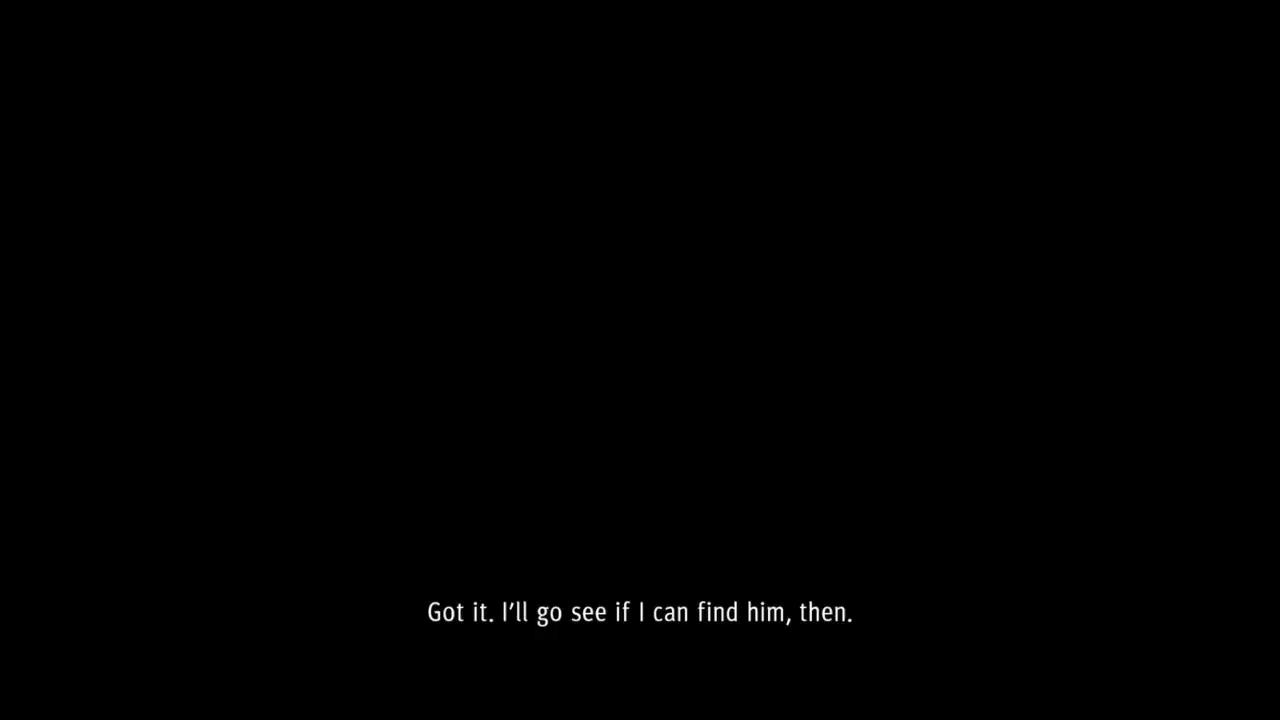 Got it. I’ll go see if I can find him, then.